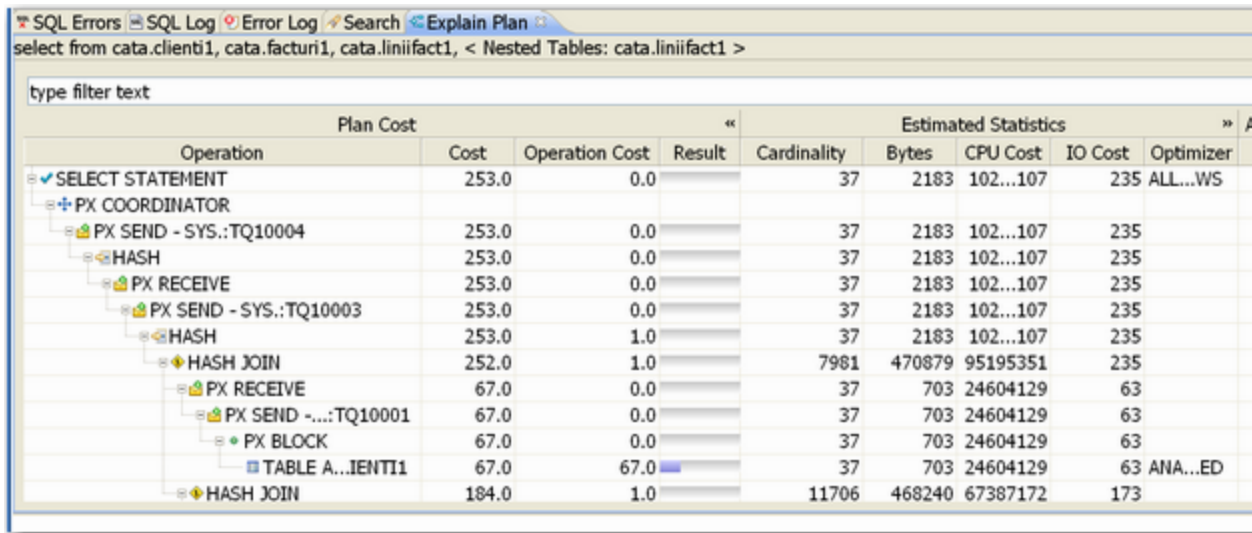 SQL Errors SQL Log Error Log Search Explain Plan
select from cata.clienti1, cata.facturi1, cata.liniifact1, < Nested Tables: cata.liniifact1 >
type filter text
Plan Cost « Estimated Statistics » A
Operation Cost Operation Cost Result Cardinality Bytes CPU Cost IO Cost Optimizer
SELECT STATEMENT 253.0 0.0 37 2183 102...107 235 ALL...WS
PX COORDINATOR
PX SEND - SYS.:TQ10004 253.0 0.0 37 2183 102...107 235
HASH 253.0 0.0 37 2183 102...107 235
PX RECEIVE 253.0 0.0 37 2183 102...107 235
PX SEND - SYS.:TQ10003 253.0 0.0 37 2183 102...107 235
HASH 253.0 1.0 37 2183 102...107 235
HASH JOIN 252.0 1.0 7981 470879 95195351 235
PX RECEIVE 67.0 0.0 37 703 24604129 63
PX SEND -...:TQ10001 67.0 0.0 37 703 24604129 63
PX BLOCK 67.0 0.0 37 703 24604129 63
TABLE A...IENTI1 67.0 67.0 37 703 24604129 63 ANA...ED
HASH JOIN 184.0 1.0 11706 468240 67387172 173